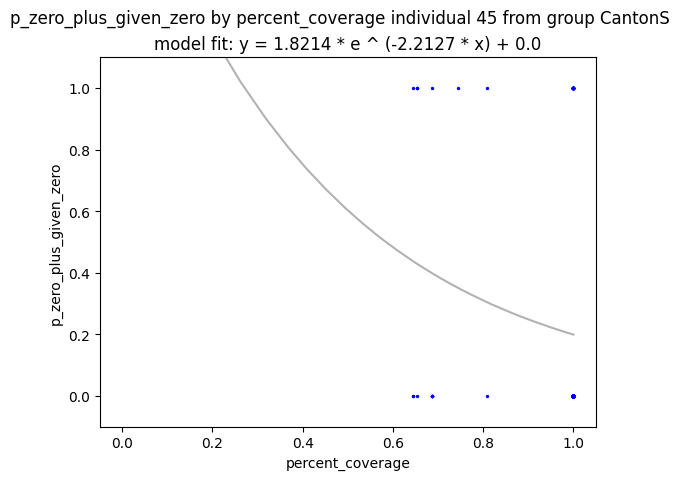 p_zero_plus_given_zero by percent_coverage individual 45 from group CantonS
model fit: y = 1.8214 * e ^ (-2.2127 * x) + 0.0
1.0
0.8
0.6
0.4
0.2
0.0
p_zero_plus_given_zero
0.0 0.2 0.4 0.6 0.8 1.0
percent_coverage